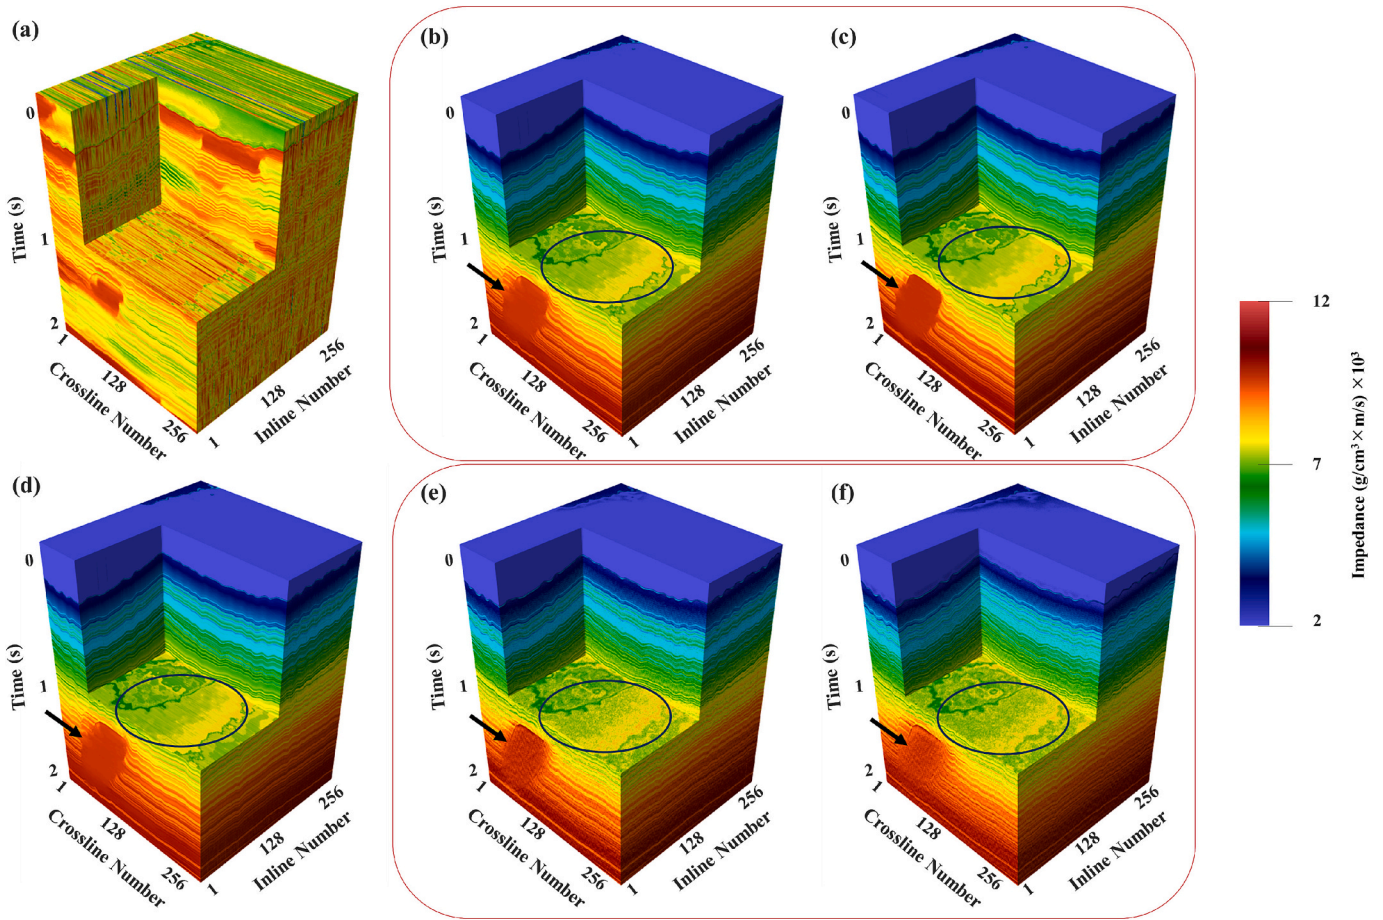 (a)
0
Time (s)
1
2
1
128
256
Crossline Number
1
128
256
Inline Number
(b)
0
Time (s)
1
2
1
128
256
Crossline Number
1
128
256
Inline Number
(c)
0
Time (s)
1
2
1
128
256
Crossline Number
1
128
256
Inline Number
(d)
0
Time (s)
1
2
1
128
256
Crossline Number
1
128
256
Inline Number
(e)
0
Time (s)
1
2
1
128
256
Crossline Number
1
128
256
Inline Number
(f)
0
Time (s)
1
2
1
128
256
Crossline Number
1
128
256
Inline Number
12
7
2
Impedance (g/cm³×m/s)×10³